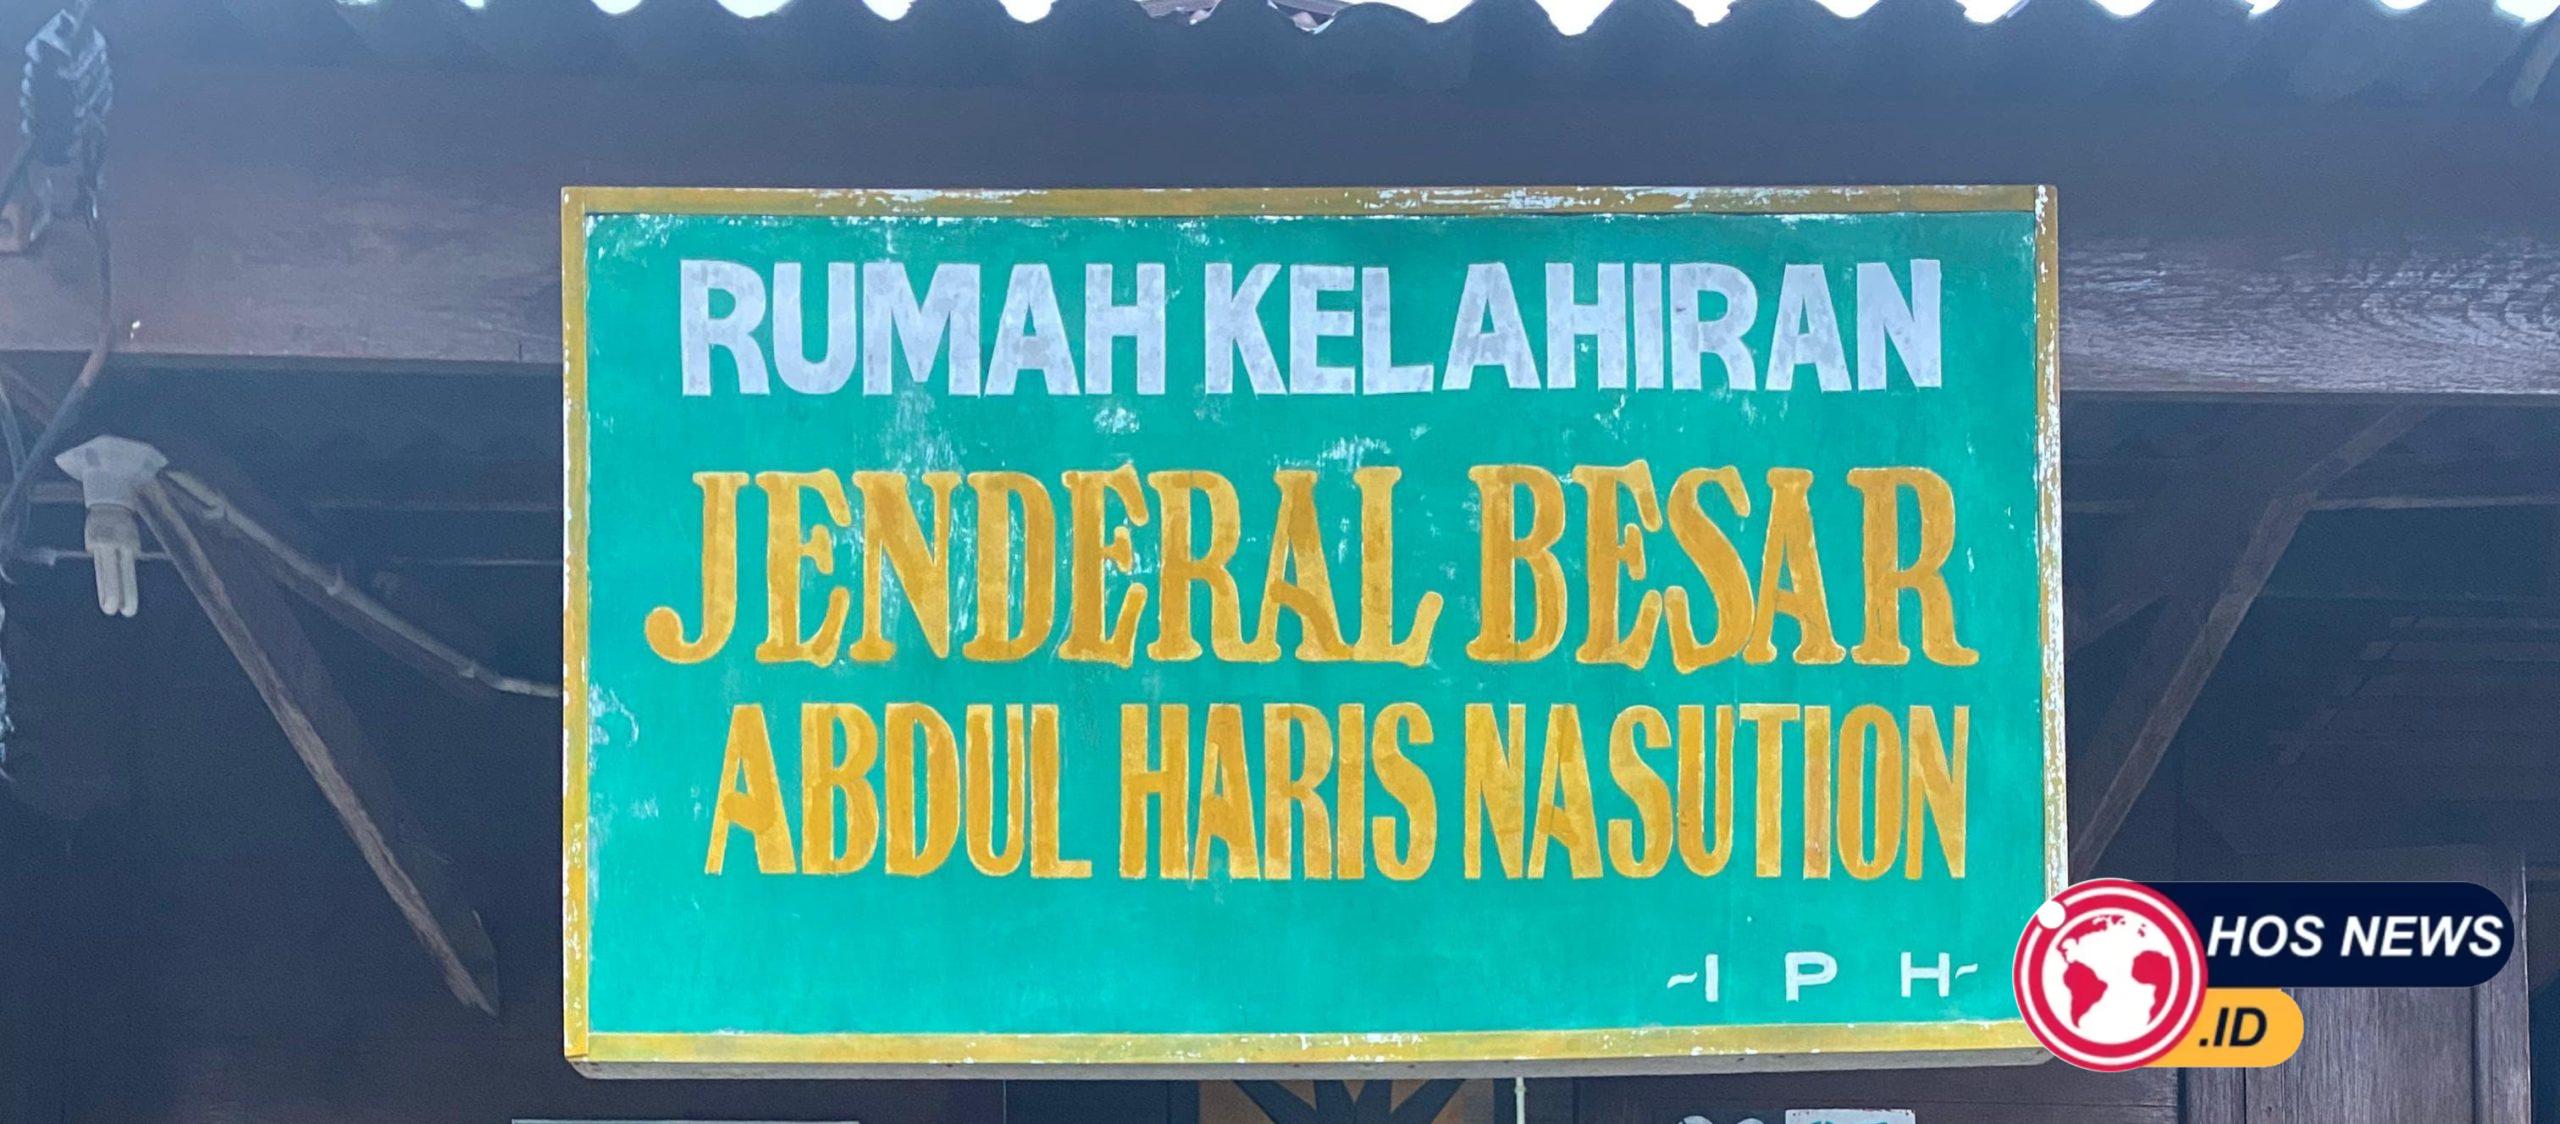 RUMAH KELAHIRAN
JENDERAL BESAR
ABDUL HARIS NASUTION
~I P H~
HOS NEWS
.ID